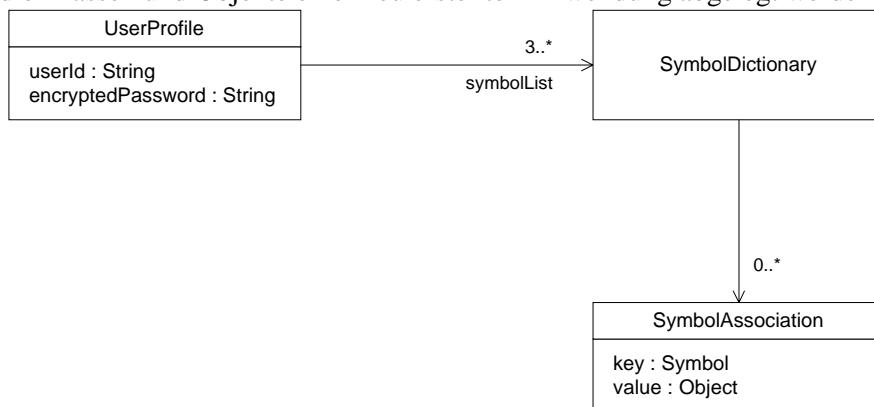 UserProfile
userId : String
encryptedPassword : String
3..*
symbolList
SymbolDictionary
0..*
SymbolAssociation
key : Symbol
value : Object